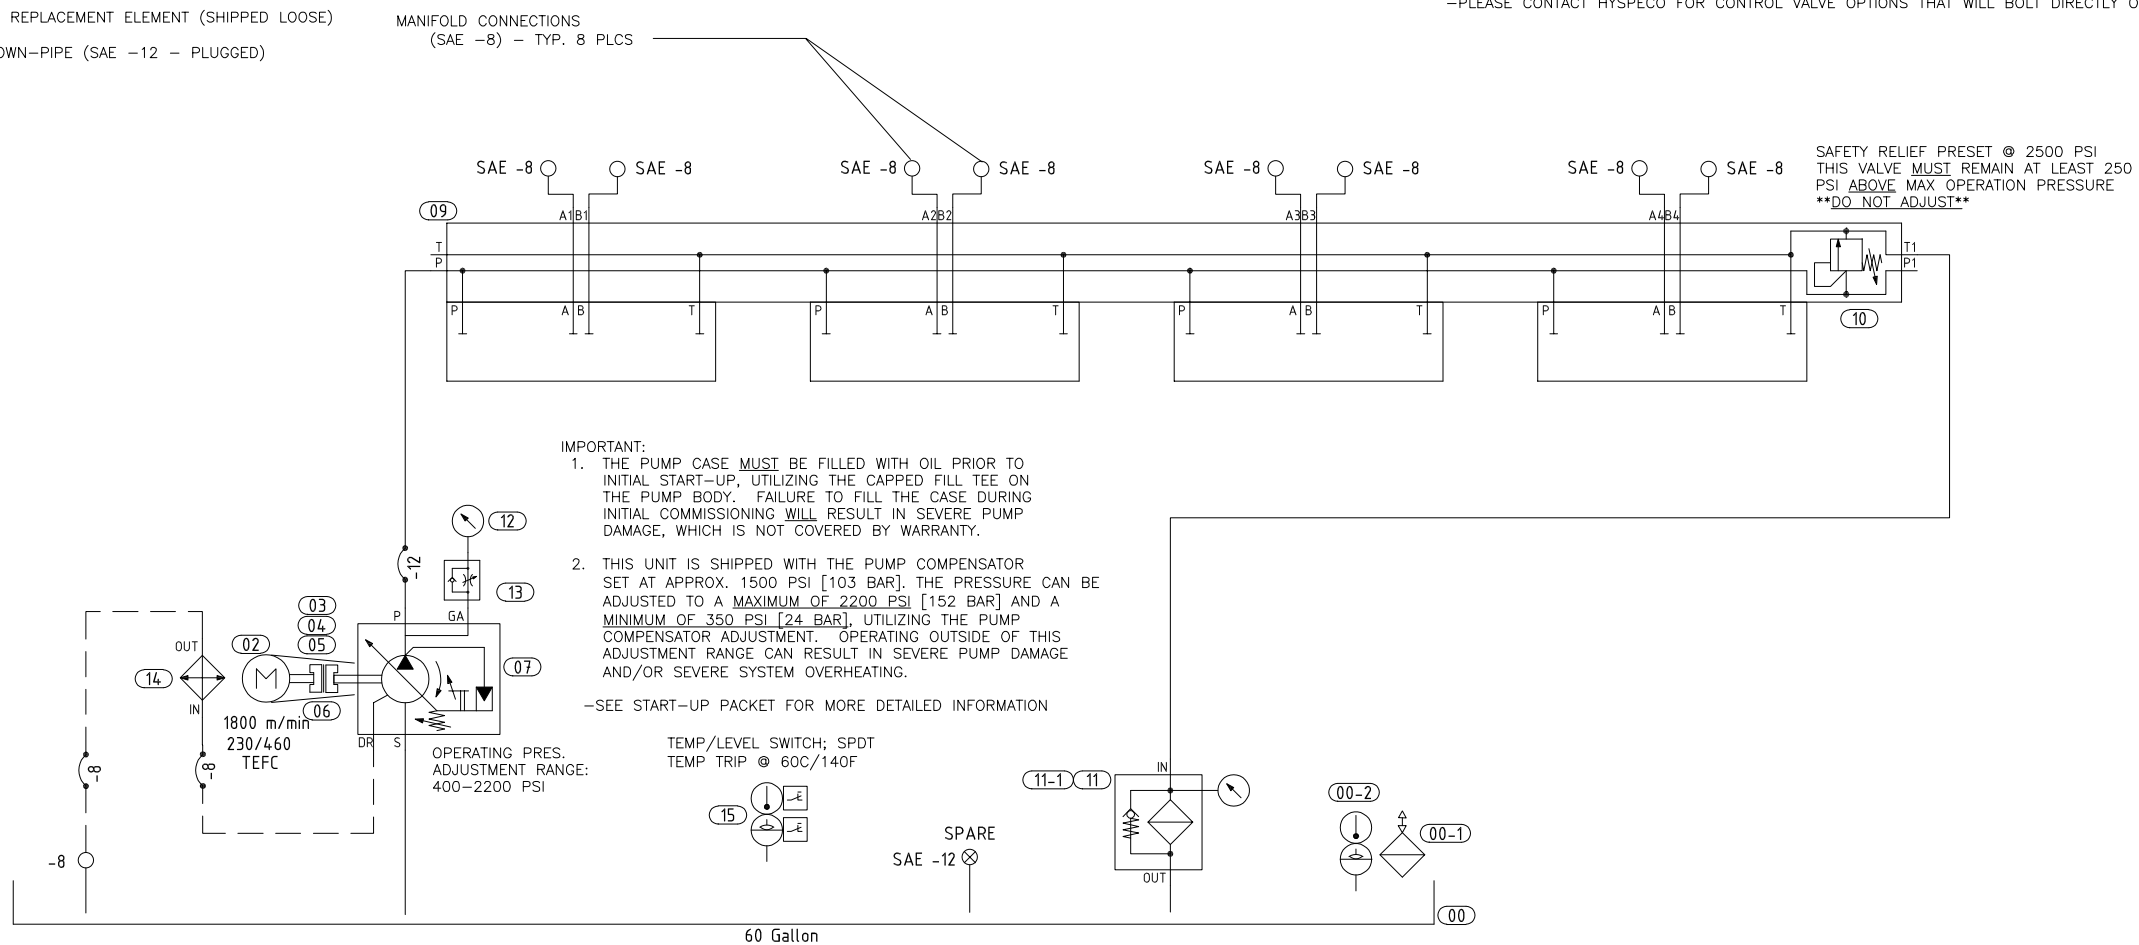 REPLACEMENT ELEMENT (SHIPPED LOOSE)
OWN-PIPE (SAE -12 - PLUGGED)
MANIFOLD CONNECTIONS
(SAE -8) - TYP. 8 PLCS
-PLEASE CONTACT HYSPECO FOR CONTROL VALVE OPTIONS THAT WILL BOLT DIRECTLY O
SAFETY RELIEF PRESET @ 2500 PSI
THIS VALVE MUST REMAIN AT LEAST 250
PSI ABOVE MAX OPERATION PRESSURE
**DO NOT ADJUST**
SAE -8 SAE -8 SAE -8 SAE -8 SAE -8 SAE -8 SAE -8 SAE -8
09
A1 B1 A2 B2 A3 B3 A4 B4
T T1
P P1
P A B T P A B T P A B T P A B T
10
IMPORTANT:
1. THE PUMP CASE MUST BE FILLED WITH OIL PRIOR TO
INITIAL START-UP, UTILIZING THE CAPPED FILL TEE ON
THE PUMP BODY. FAILURE TO FILL THE CASE DURING
INITIAL COMMISSIONING WILL RESULT IN SEVERE PUMP
DAMAGE, WHICH IS NOT COVERED BY WARRANTY.
2. THIS UNIT IS SHIPPED WITH THE PUMP COMPENSATOR
SET AT APPROX. 1500 PSI [103 BAR]. THE PRESSURE CAN BE
ADJUSTED TO A MAXIMUM OF 2200 PSI [152 BAR] AND A
MINIMUM OF 350 PSI [24 BAR], UTILIZING THE PUMP
COMPENSATOR ADJUSTMENT. OPERATING OUTSIDE OF THIS
ADJUSTMENT RANGE CAN RESULT IN SEVERE PUMP DAMAGE
AND/OR SEVERE SYSTEM OVERHEATING.
-SEE START-UP PACKET FOR MORE DETAILED INFORMATION
12
-12
13
P GA
03
04
05
02
OUT
14
IN
M
06
07
1800 m/min
230/460
TEFC
DR S
OPERATING PRES.
ADJUSTMENT RANGE:
400-2200 PSI
-8
-8
-8
TEMP/LEVEL SWITCH; SPDT
TEMP TRIP @ 60C/140F
15
SPARE
SAE -12
11-1 11
IN
OUT
00-2
00-1
00
60 Gallon